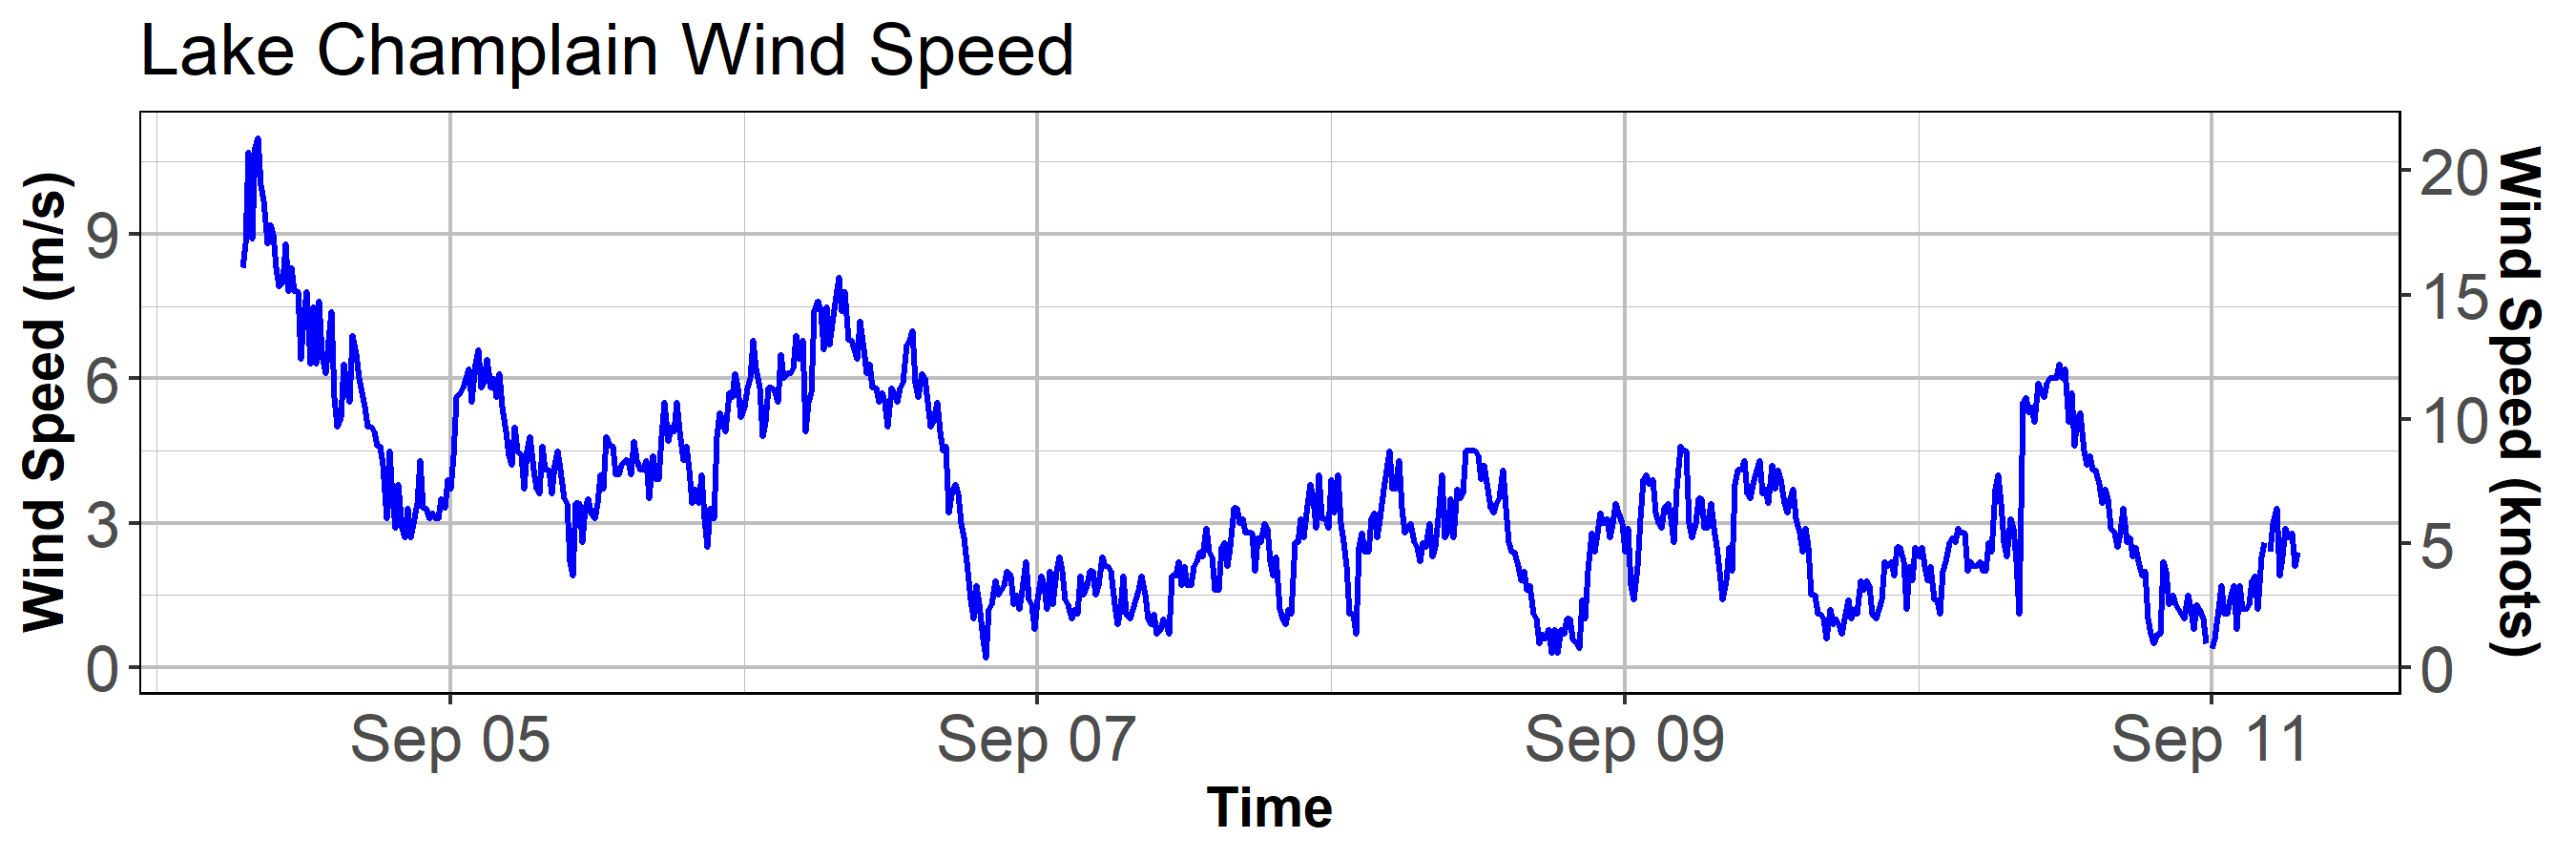 Lake Champlain Wind Speed
Wind Speed (m/s)
9
6
3
0
20
15
10
5
0
Wind Speed (knots)
Sep 05 Sep 07 Sep 09 Sep 11
Time